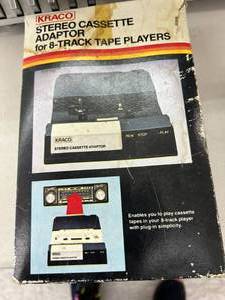 KRACO
STEREO CASSETTE
ADAPTOR
for 8-TRACK TAPE PLAYERS
STOP
PLAY
KRACO
STEREO CASSETTE ADAPTOR
Enables you to play cassette
tapes in your 8-track player
with plug-in simplicity.